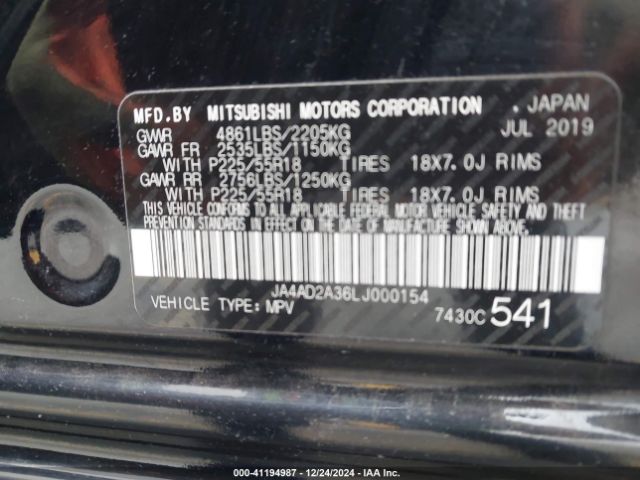 MFD.BY MITSUBISHI MOTORS CORPORATION . JAPAN
GVWR 4861LBS/2205KG JUL 2019
GAWR FR 2535LBS/1150KG
WITH P225/55R18 TIRES 18X7.0J RIMS
GAWR RR 2756LBS/1250KG
WITH P225/55R18 TIRES 18X7.0J RIMS
THIS VEHICLE CONFORMS TO ALL APPLICABLE FEDERAL MOTOR VEHICLE SAFETY AND THEFT
PREVENTION STANDARDS IN EFFECT ON THE DATE OF MANUFACTURE SHOWN ABOVE.
JA4AD2A36LJ000154
VEHICLE TYPE: MPV
7430C 541
000-41194987 - 12/24/2024 - IAA Inc.